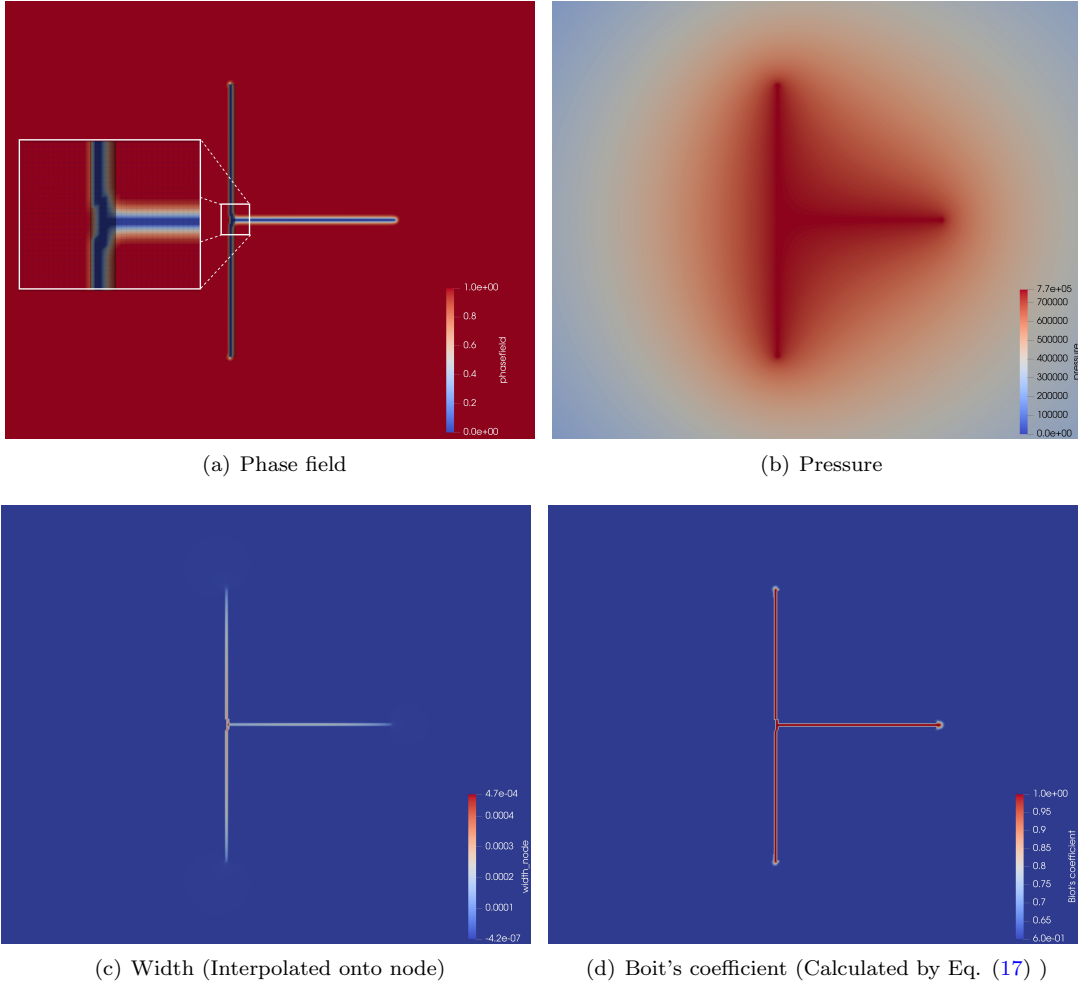 1.0e+00
0.8
0.6
0.4
0.2
0.0e+00
phasefield
(a) Phase field
7.7e+05
700000
600000
500000
400000
300000
200000
100000
0.0e+00
pressure
(b) Pressure
4.7e-04
0.0004
0.0003
0.0002
0.0001
-4.2e-07
width_node
(c) Width (Interpolated onto node)
1.0e+00
0.95
0.9
0.85
0.8
0.75
0.7
0.65
6.0e-01
Biot's coefficient
(d) Boit's coefficient (Calculated by Eq. (17) )